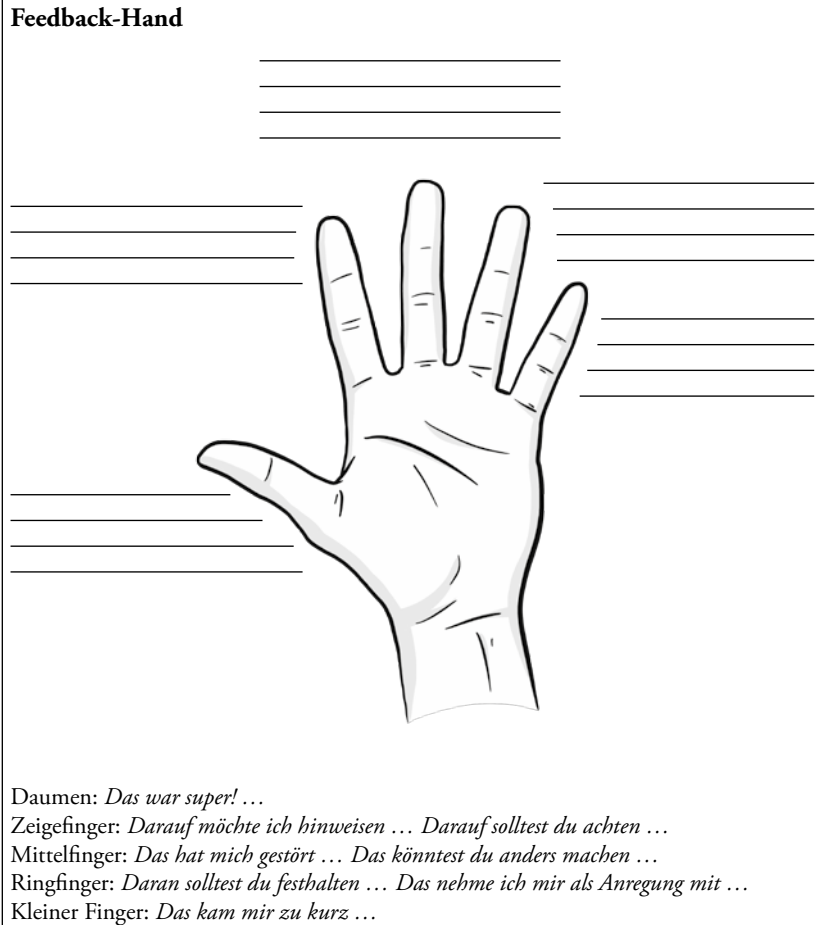 Feedback-Hand
Daumen: Das war super! …
Zeigefinger: Darauf möchte ich hinweisen … Darauf solltest du achten …
Mittelfinger: Das hat mich gestört … Das könntest du anders machen …
Ringfinger: Daran solltest du festhalten … Das nehme ich mir als Anregung mit …
Kleiner Finger: Das kam mir zu kurz …